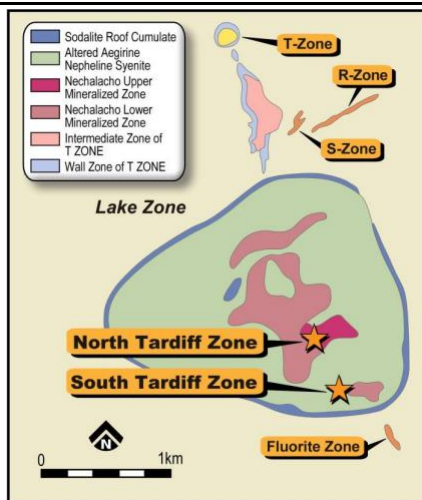 Sodalite Roof Cumulate
Altered Aegirine
Nepheline Syenite
Nechalacho Upper
Mineralized Zone
Nechalacho Lower
Mineralized Zone
Intermediate Zone of
T ZONE
Wall Zone of T ZONE
T-Zone
R-Zone
S-Zone
Lake Zone
North Tardiff Zone
South Tardiff Zone
Fluorite Zone
N
0 1km